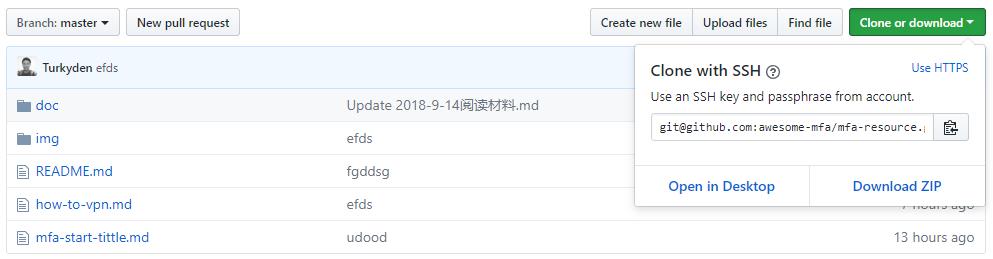 Branch: master New pull request Create new file Upload files Find file Clone or download
Turkyden efds
Clone with SSH Use HTTPS
Use an SSH key and passphrase from account.
git@github.com:awesome-mfa/mfa-resource.
Open in Desktop Download ZIP
doc Update 2018-9-14阅读材料.md
img efds
README.md fgddsg
how-to-vpn.md efds 7 hours ago
mfa-start-tittle.md udood 13 hours ago